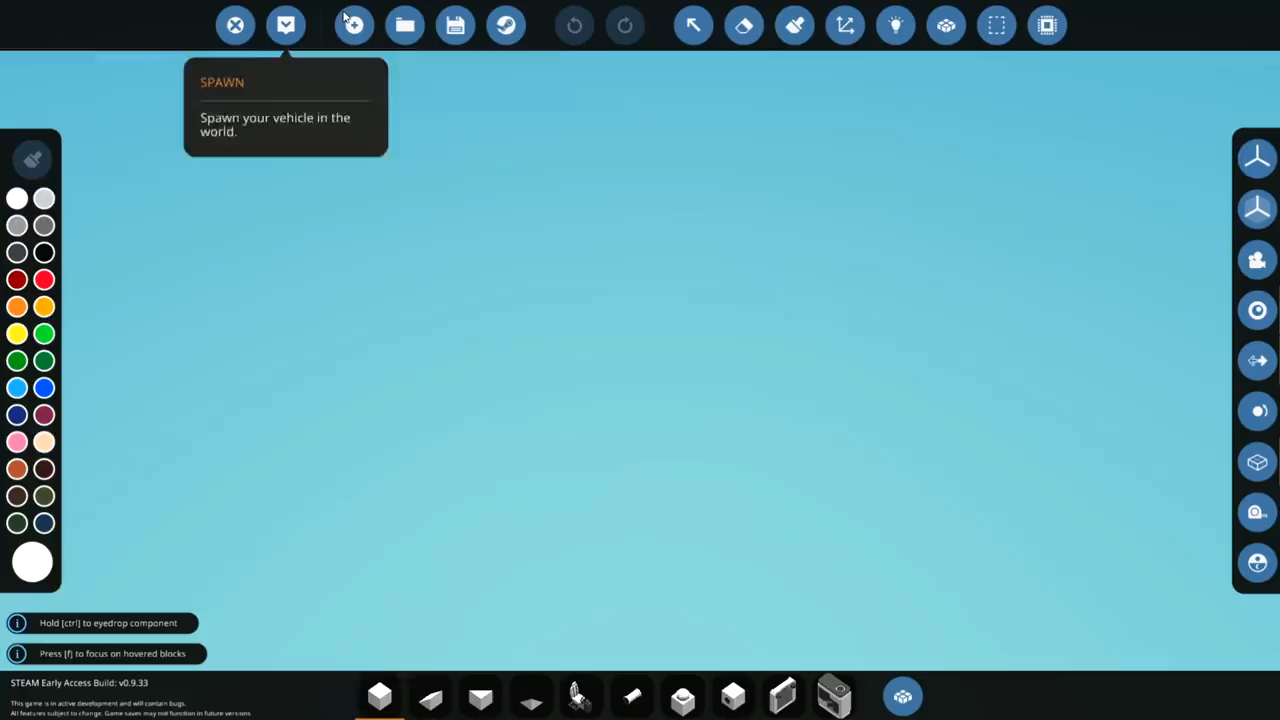 SPAWN
Spawn your vehicle in the
world.
Hold [ctrl] to eyedrop component
Press [f] to focus on hovered blocks
STEAM Early Access Build: v0.9.33
This game is in active development and will contain bugs.
All features subject to change. Game saves may not function in future versions